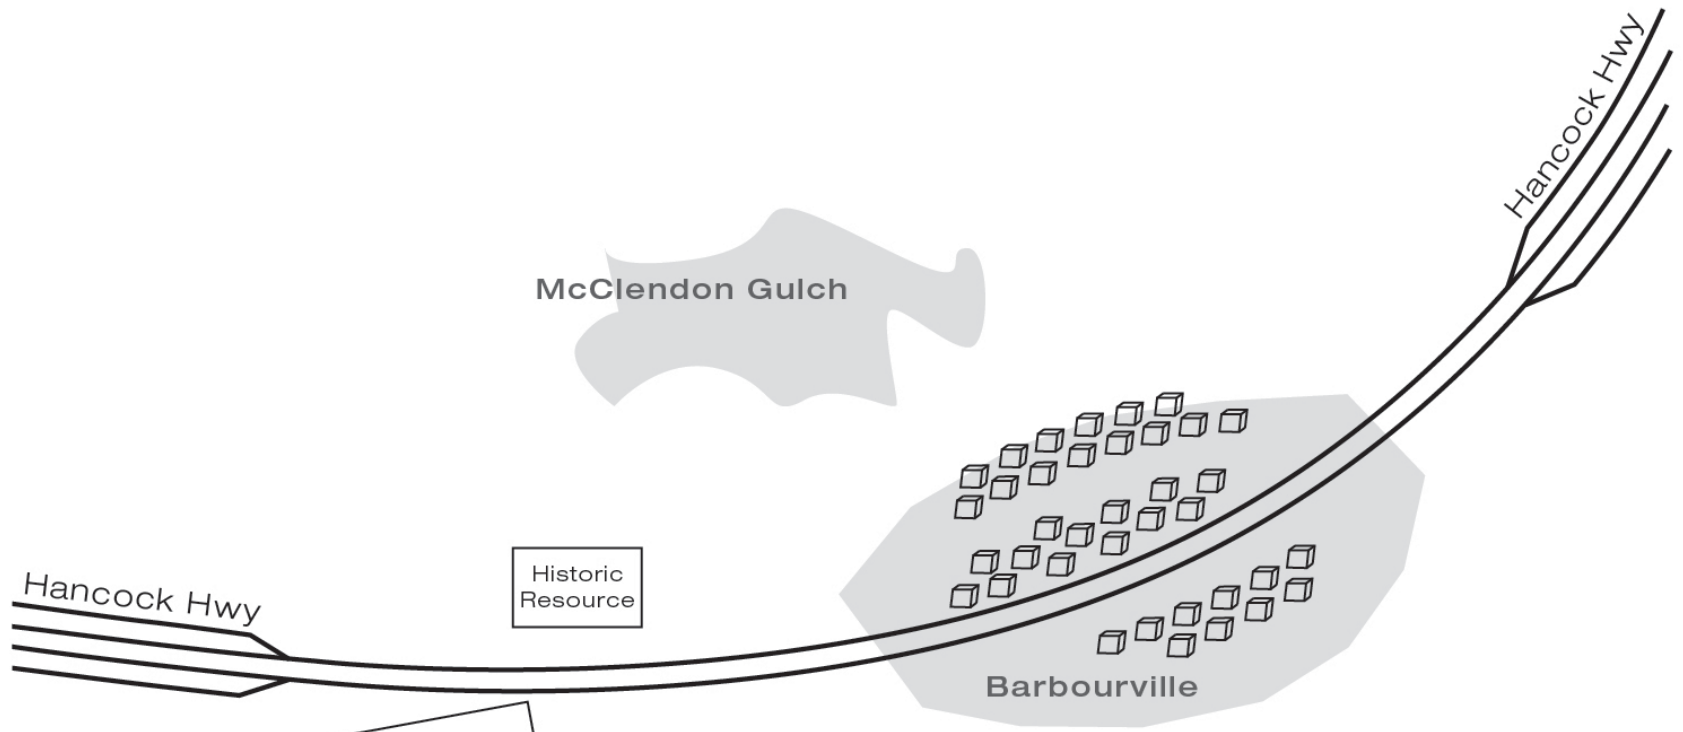 Hancock Hwy
McClendon Gulch
Historic
Resource
Hancock Hwy
Barbourville